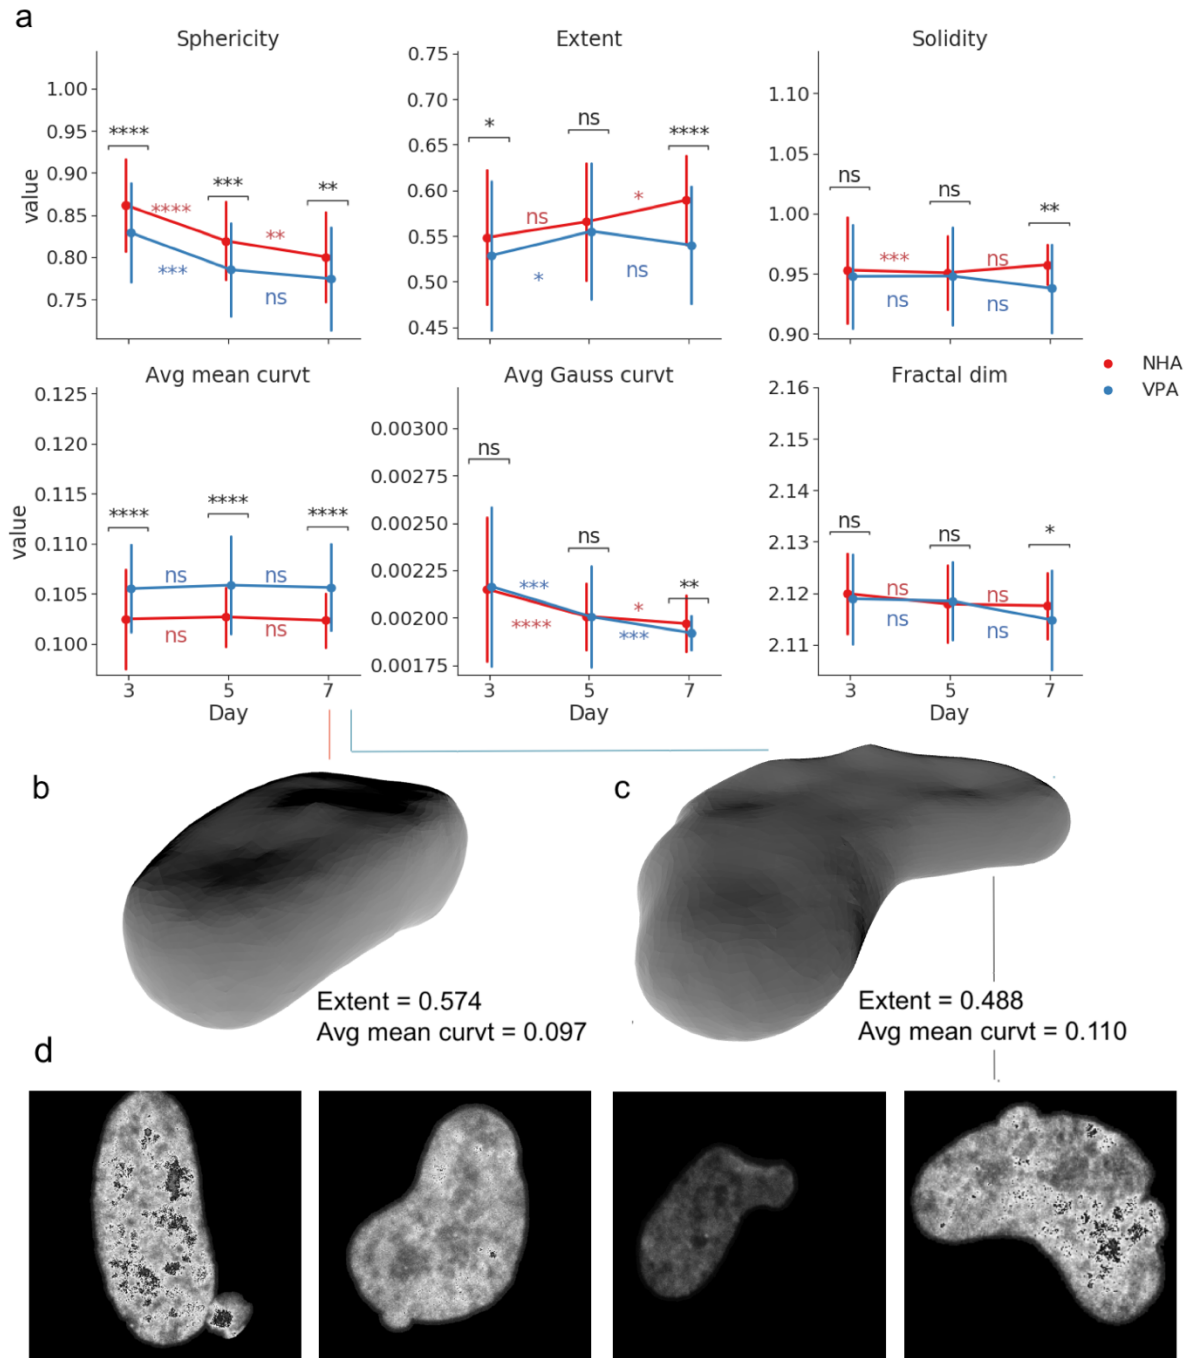 a
Sphericity
Extent
Solidity
value
1.00
0.95
0.90
0.85
0.80
0.75
****
***
**
****
**
***
ns
0.75
0.70
0.65
0.60
0.55
0.50
0.45
*
ns
****
ns
*
*
ns
1.10
1.05
1.00
0.95
0.90
ns
ns
**
***
ns
ns
ns
NHA
VPA
Avg mean curvt
Avg Gauss curvt
Fractal dim
value
0.125
0.120
0.115
0.110
0.105
0.100
****
****
****
ns
ns
ns
ns
3
5
7
Day
0.00300
0.00275
0.00250
0.00225
0.00200
0.00175
ns
ns
**
***
*
****
***
3
5
7
Day
2.16
2.15
2.14
2.13
2.12
2.11
ns
ns
*
ns
ns
ns
ns
3
5
7
Day
b
Extent = 0.574
Avg mean curvt = 0.097
c
Extent = 0.488
Avg mean curvt = 0.110
d